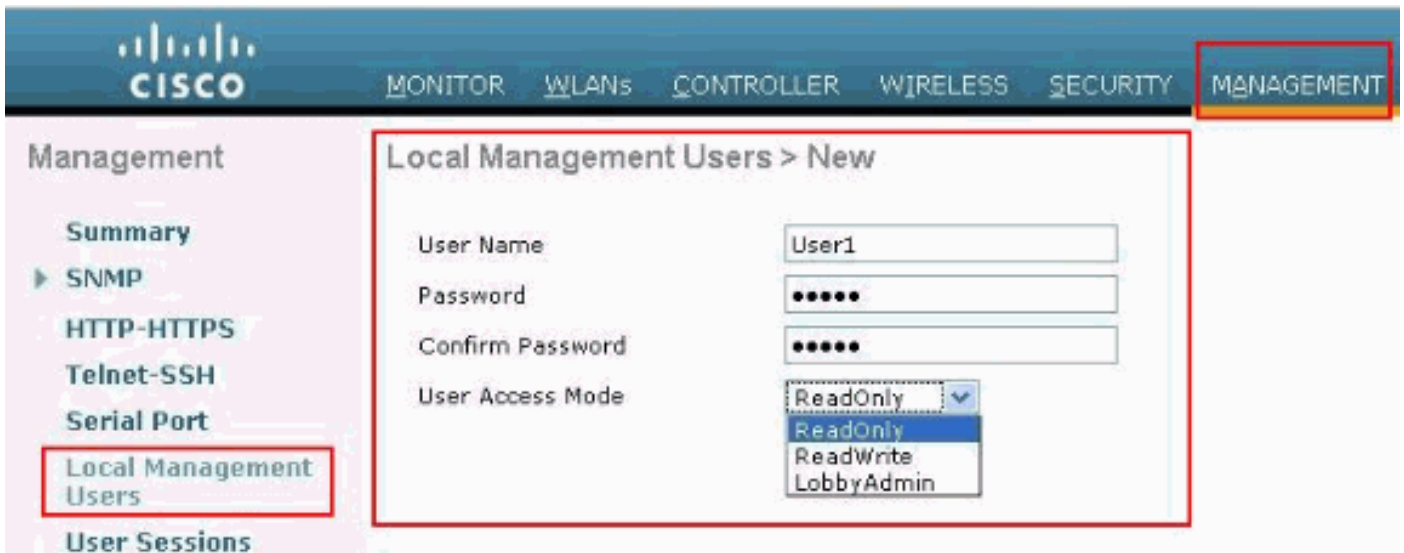 CISCO
MONITOR WLANs CONTROLLER WIRELESS SECURITY MANAGEMENT
Management
Summary
SNMP
HTTP-HTTPS
Telnet-SSH
Serial Port
Local Management
Users
User Sessions
Local Management Users > New
User Name User1
Password •••••
Confirm Password •••••
User Access Mode ReadOnly
ReadOnly
ReadWrite
LobbyAdmin